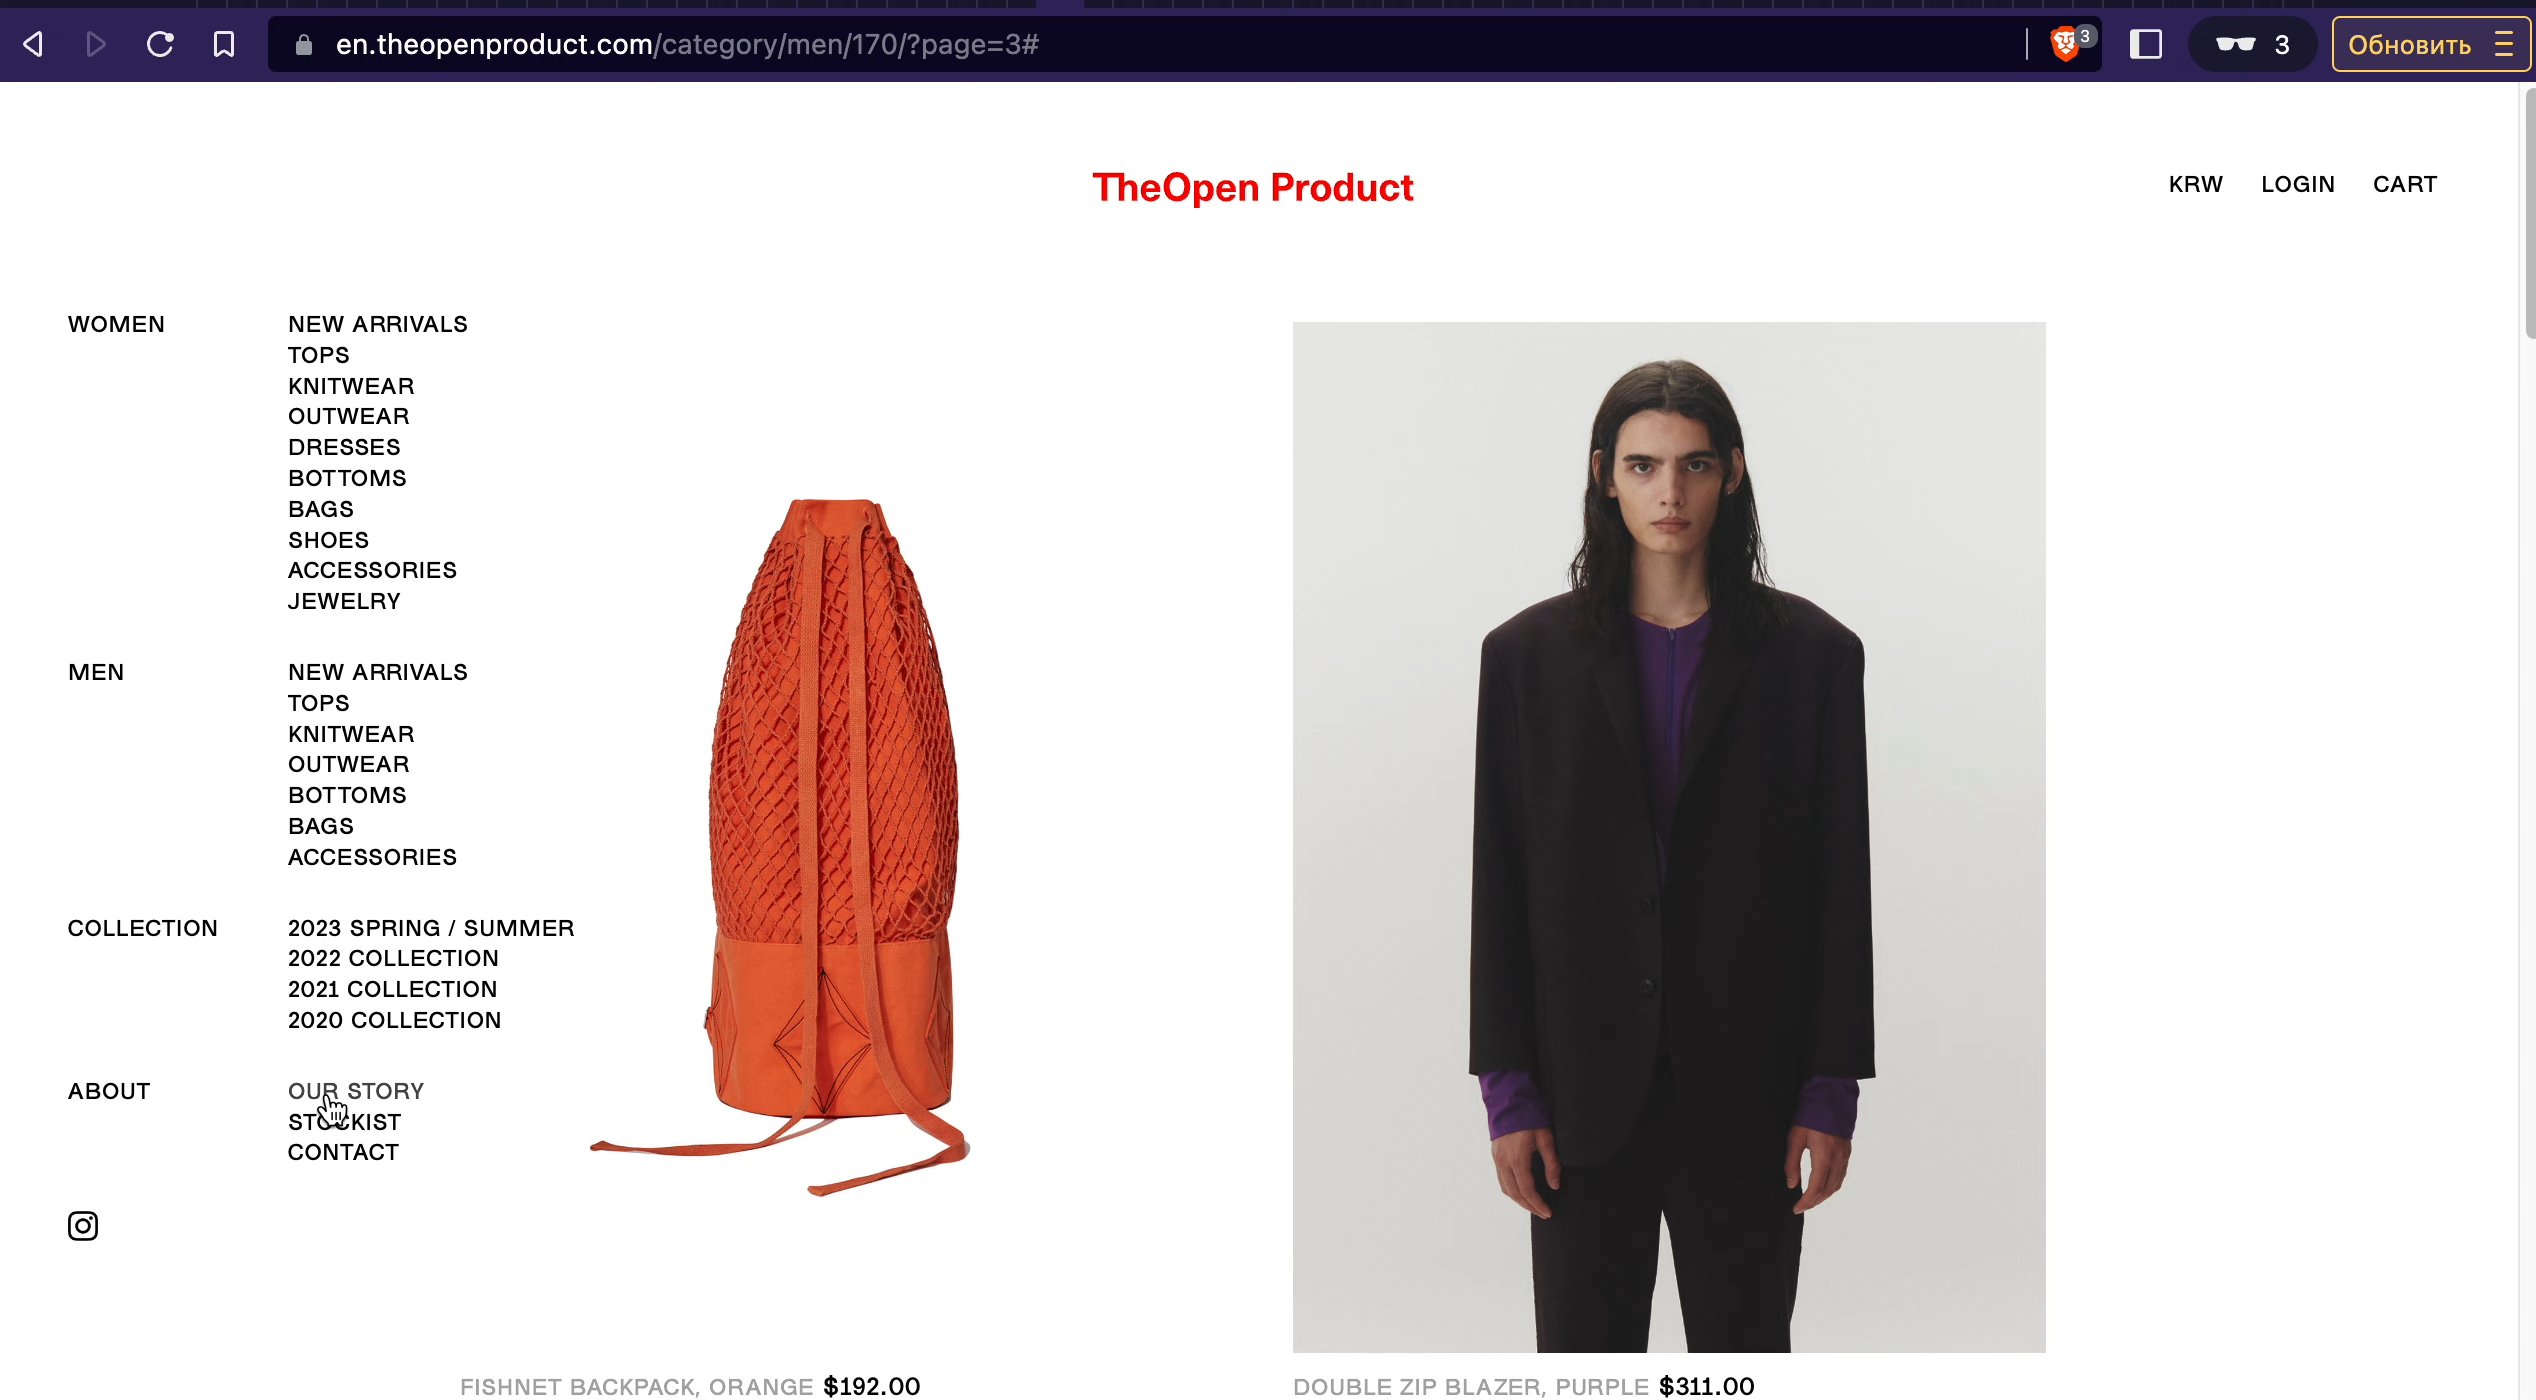 en.theopenproduct.com/category/men/170/?page=3#
3
3
Обновить
TheOpen Product
KRW LOGIN CART
WOMEN
NEW ARRIVALS
TOPS
KNITWEAR
OUTWEAR
DRESSES
BOTTOMS
BAGS
SHOES
ACCESSORIES
JEWELRY
MEN
NEW ARRIVALS
TOPS
KNITWEAR
OUTWEAR
BOTTOMS
BAGS
ACCESSORIES
COLLECTION
2023 SPRING / SUMMER
2022 COLLECTION
2021 COLLECTION
2020 COLLECTION
ABOUT
OUR STORY
STOCKIST
CONTACT
FISHNET BACKPACK, ORANGE $192.00
DOUBLE ZIP BLAZER, PURPLE $311.00